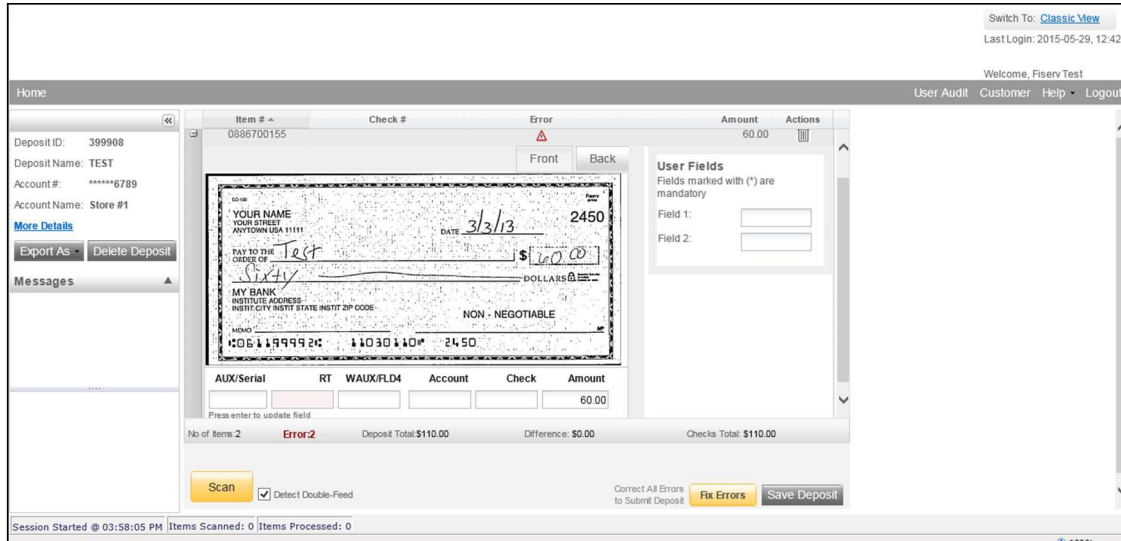 Switch To: Classic View
Last Login: 2015-05-29, 12:42
Welcome, Fiserv Test
Home User Audit Customer Help Logout
Deposit ID: 399908
Deposit Name: TEST
Account #: ******6789
Account Name: Store #1
More Details
Export As Delete Deposit
Messages
Item # Check # Error Amount Actions
0886700155 60.00
Front Back
YOUR NAME
YOUR STREET
ANYTOWN USA 11111
DATE 3/3/13
2450
PAY TO THE
ORDER OF Test
$ 60.00
Sixty DOLLARS
MY BANK
INSTITUTE ADDRESS
INSTIT CITY INSTIT STATE INSTIT ZIP CODE
NON - NEGOTIABLE
MEMO
MP
⑆061199992⑆ 11030110⑈ 2450
User Fields
Fields marked with (*) are
mandatory
Field 1:
Field 2:
AUX/Serial RT WAUX/FLD4 Account Check Amount
60.00
Press enter to update field
No of Items:2 Error:2 Deposit Total:$110.00 Difference: $0.00 Checks Total: $110.00
Scan
Detect Double-Feed
Correct All Errors
to Submit Deposit
Fix Errors Save Deposit
Session Started @ 03:58:05 PM Items Scanned: 0 Items Processed: 0